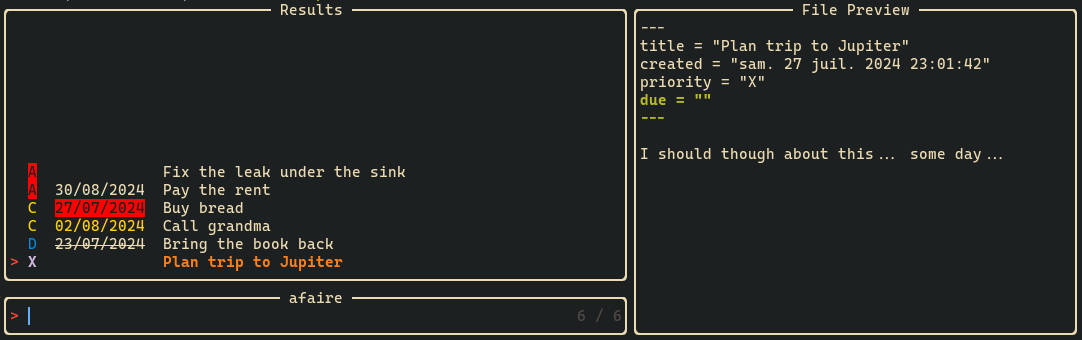 Results
A Fix the leak under the sink
A 30/08/2024 Pay the rent
C 27/07/2024 Buy bread
C 02/08/2024 Call grandma
D 23/07/2024 Bring the book back
> X Plan trip to Jupiter
afaire
> 6 / 6
File Preview
---
title = "Plan trip to Jupiter"
created = "sam. 27 juil. 2024 23:01:42"
priority = "X"
due = ""
---
I should though about this... some day...